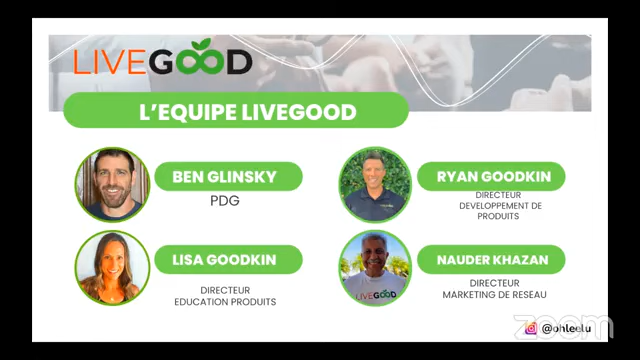 LIVEGOOD
L'EQUIPE LIVEGOOD
BEN GLINSKY
PDG
RYAN GOODKIN
DIRECTEUR
DEVELOPPEMENT DE
PRODUITS
LISA GOODKIN
DIRECTEUR
EDUCATION PRODUITS
NAUDER KHAZAN
DIRECTEUR
MARKETING DE RESEAU
LIVEGOOD
@ohleelu
zoom